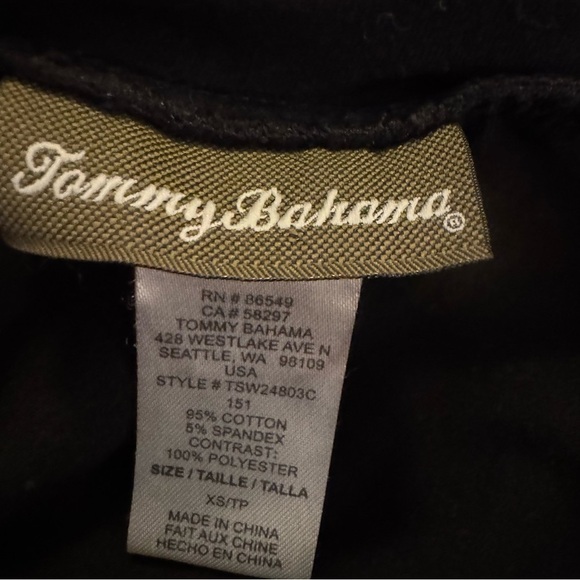 Tommy Bahama®
RN # 86549
CA # 58297
TOMMY BAHAMA
428 WESTLAKE AVE N
SEATTLE, WA 98109
USA
STYLE # TSW24803C
151
95% COTTON
5% SPANDEX
CONTRAST:
100% POLYESTER
SIZE / TAILLE / TALLA
XS/TP
MADE IN CHINA
FAIT AUX CHINE
HECHO EN CHINA